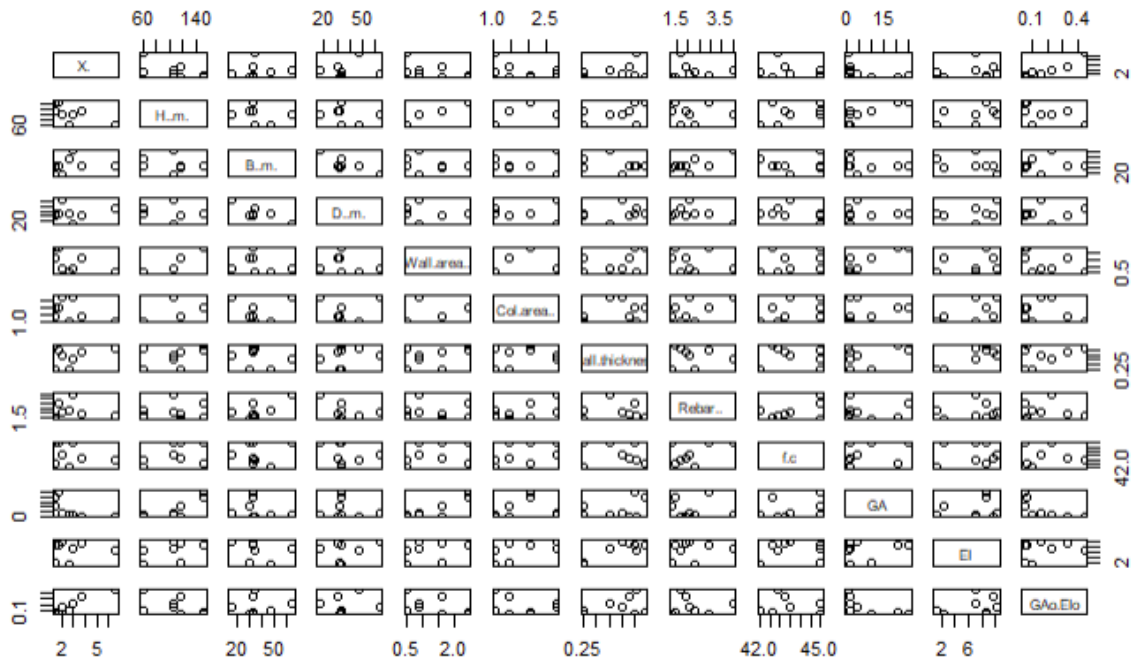 60 140 20 50 1.0 2.5 1.5 3.5 0 15 0.1 0.4
X. 2
60 H..m.
B..m. 20
20 D..m.
Wall.area.. 0.5
1.0 Col.area..
all.thicknes 0.25
1.5 Rebar..
f.c 42.0
0 GA
EI 2
0.1 GAo.EIo
2 5 20 50 0.5 2.0 0.25 42.0 45.0 2 6